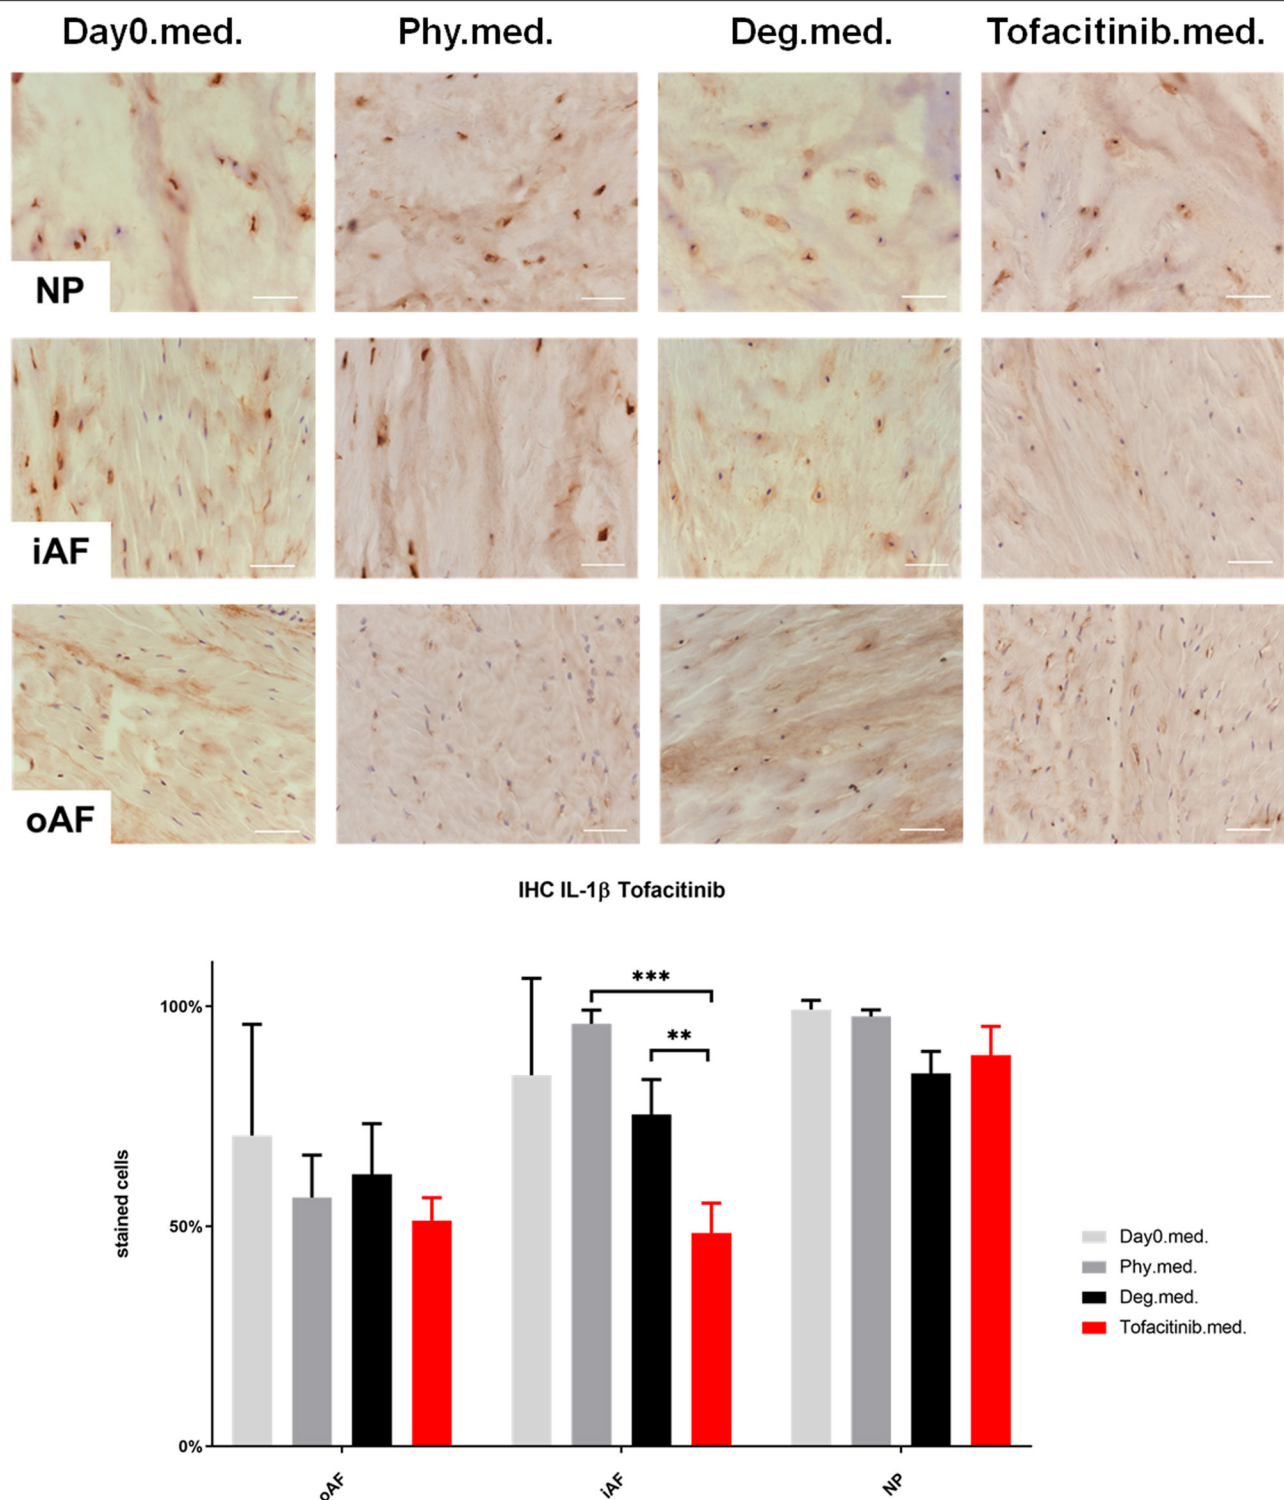 Day0.med. Phy.med. Deg.med. Tofacitinib.med.
NP
iAF
oAF
IHC IL-1β Tofacitinib
***
**
100%
50%
0%
stained cells
oAF iAF NP
Day0.med.
Phy.med.
Deg.med.
Tofacitinib.med.